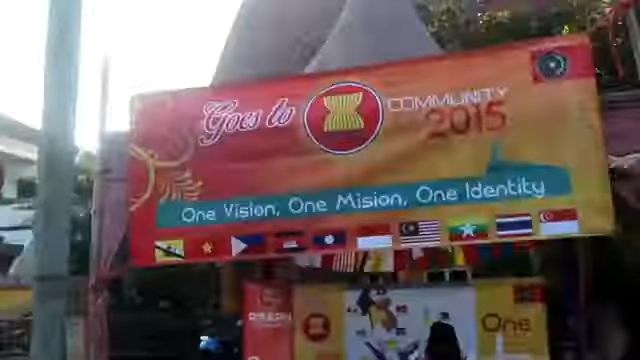 Goes to COMMUNITY
2015
One Vision, One Mision, One Identity
One